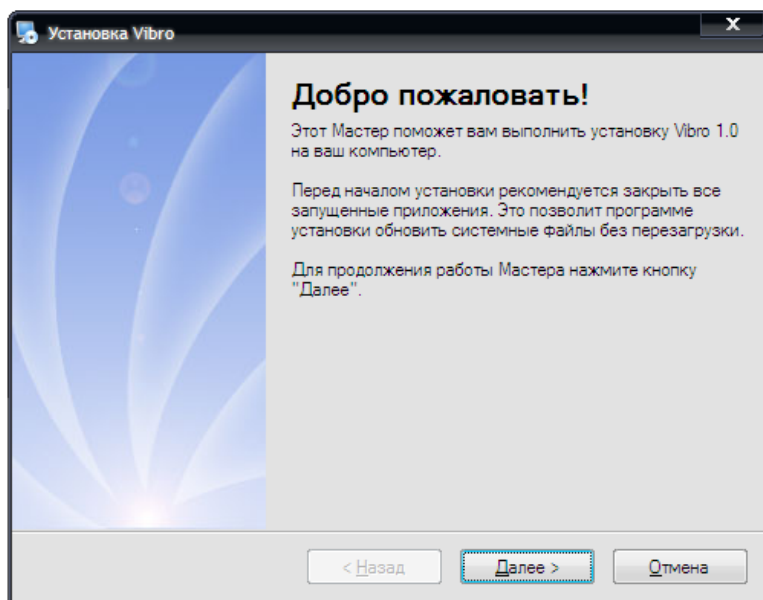 Установка Vibro
X
Добро пожаловать!
Этот Мастер поможет вам выполнить установку Vibro 1.0
на ваш компьютер.
Перед началом установки рекомендуется закрыть все
запущенные приложения. Это позволит программе
установки обновить системные файлы без перезагрузки.
Для продолжения работы Мастера нажмите кнопку
"Далее".
< Назад
Далее >
Отмена